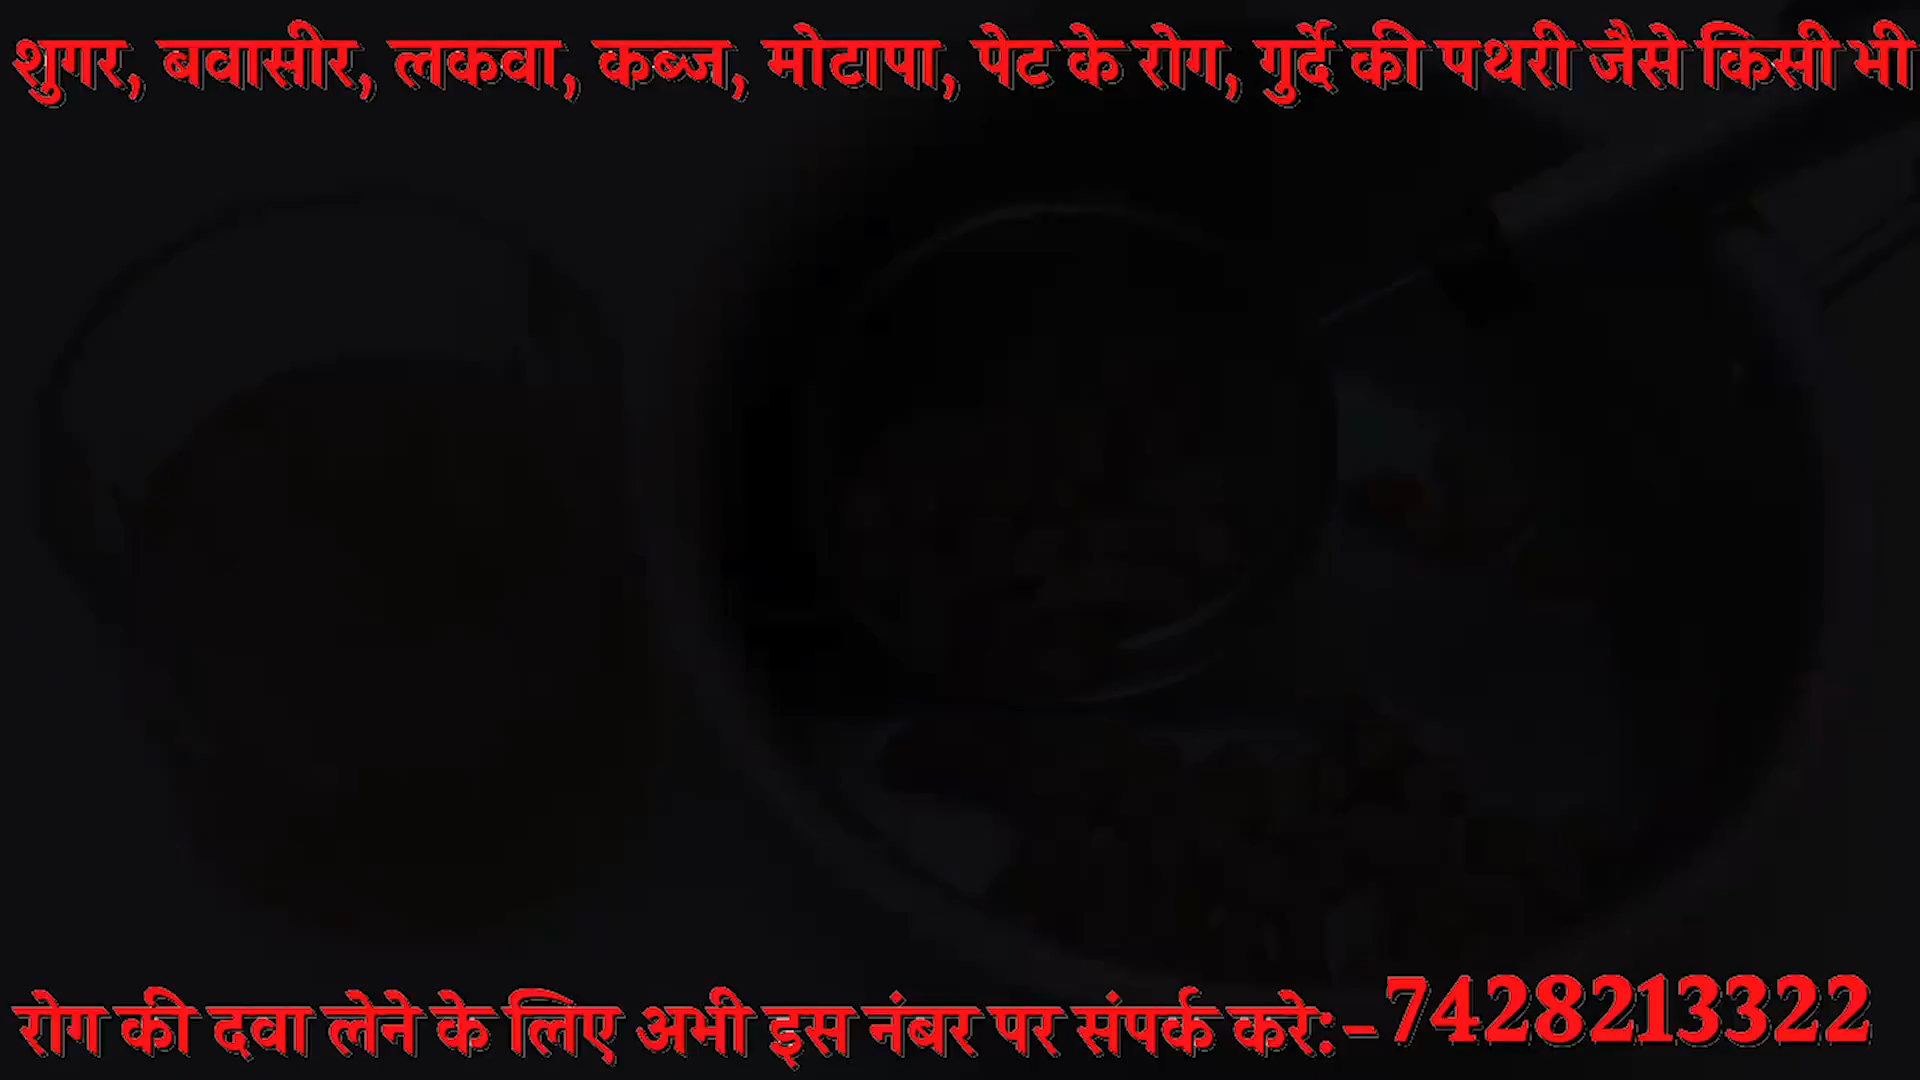 शुगर, बवासीर, लकवा, कब्ज, मोटापा, पेट के रोग, गुर्दे की पथरी जैसे किसी भी
रोग की दवा लेने के लिए अभी इस नंबर पर संपर्क करे:-7428213322